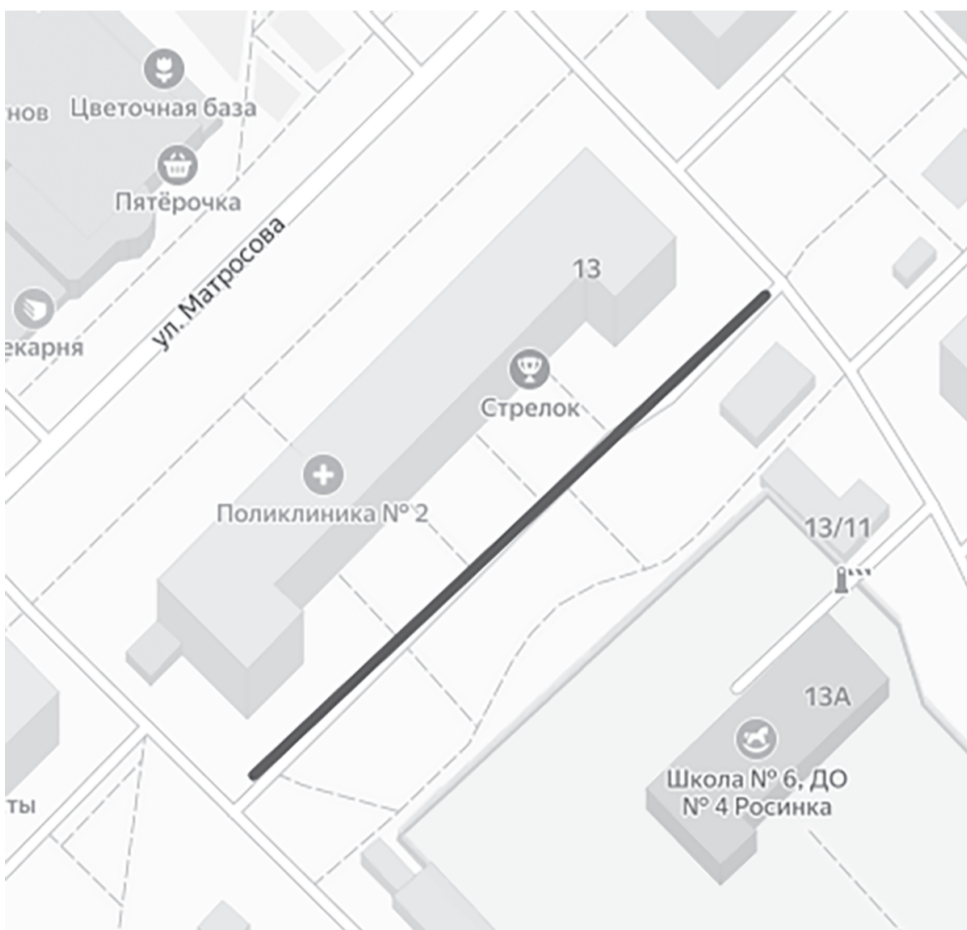 Цветочная база
нов
Пятёрочка
ул. Матросова
13
екарня
Стрелок
Поликлиника № 2
13/11
13А
Школа № 6, ДО
№ 4 Росинка
ты